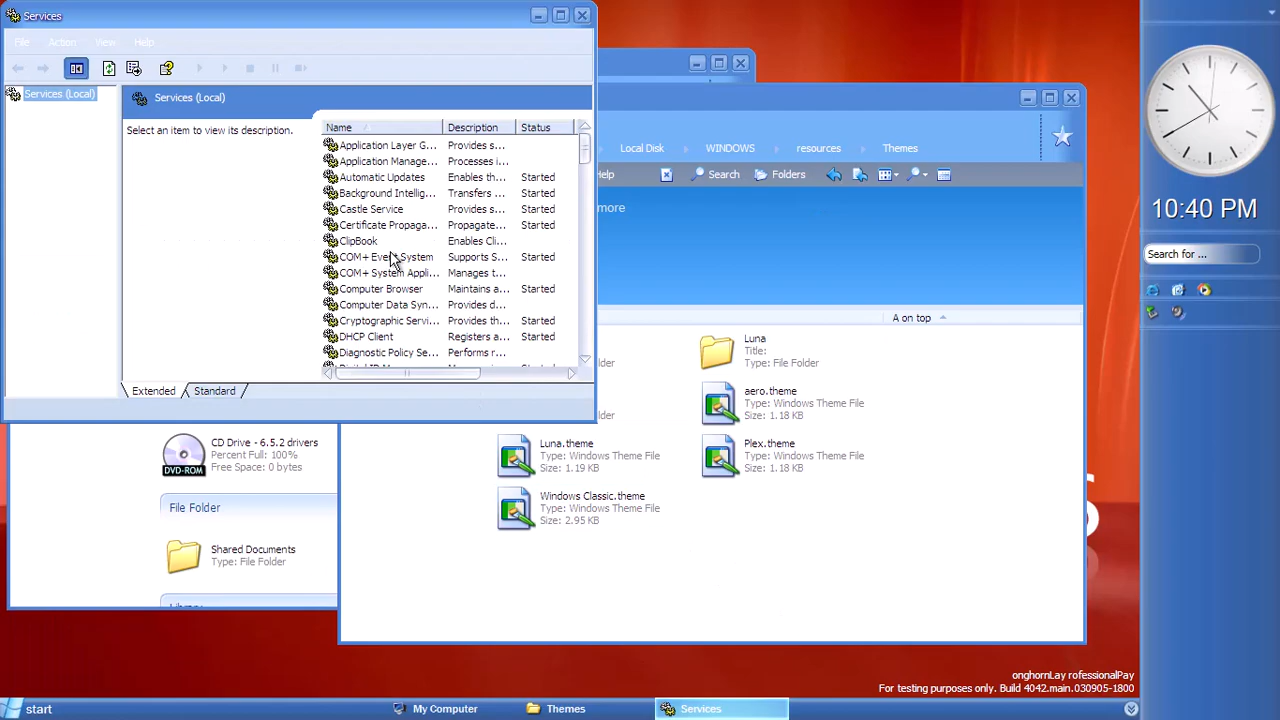 Services
File Action View Help
Services (Local)
Services (Local)
Select an item to view its description.
Name Description Status
Application Layer G... Provides s...
Application Manage... Processes i...
Automatic Updates Enables th... Started
Background Intellig... Transfers ... Started
Castle Service Provides s... Started
Certificate Propaga... Propagate... Started
ClipBook Enables Cli...
COM+ Event System Supports S... Started
COM+ System Appli... Manages t...
Computer Browser Maintains a... Started
Computer Data Syn... Provides d...
Cryptographic Servi... Provides th... Started
DHCP Client Registers a... Started
Diagnostic Policy Se... Performs r...
Extended Standard
Local Disk WINDOWS resources Themes
elp Search Folders
more
A on top
Luna
Title:
Type: File Folder
older
aero.theme
Type: Windows Theme File
Size: 1.18 KB
older
Luna.theme
Type: Windows Theme File
Size: 1.19 KB
Plex.theme
Type: Windows Theme File
Size: 1.18 KB
Windows Classic.theme
Type: Windows Theme File
Size: 2.95 KB
CD Drive - 6.5.2 drivers
Percent Full: 100%
Free Space: 0 bytes
DVD-ROM
File Folder
Shared Documents
Type: File Folder
10:40 PM
Search for ...
onghornLay rofessionalPay
For testing purposes only. Build 4042.main.030905-1800
start My Computer Themes Services